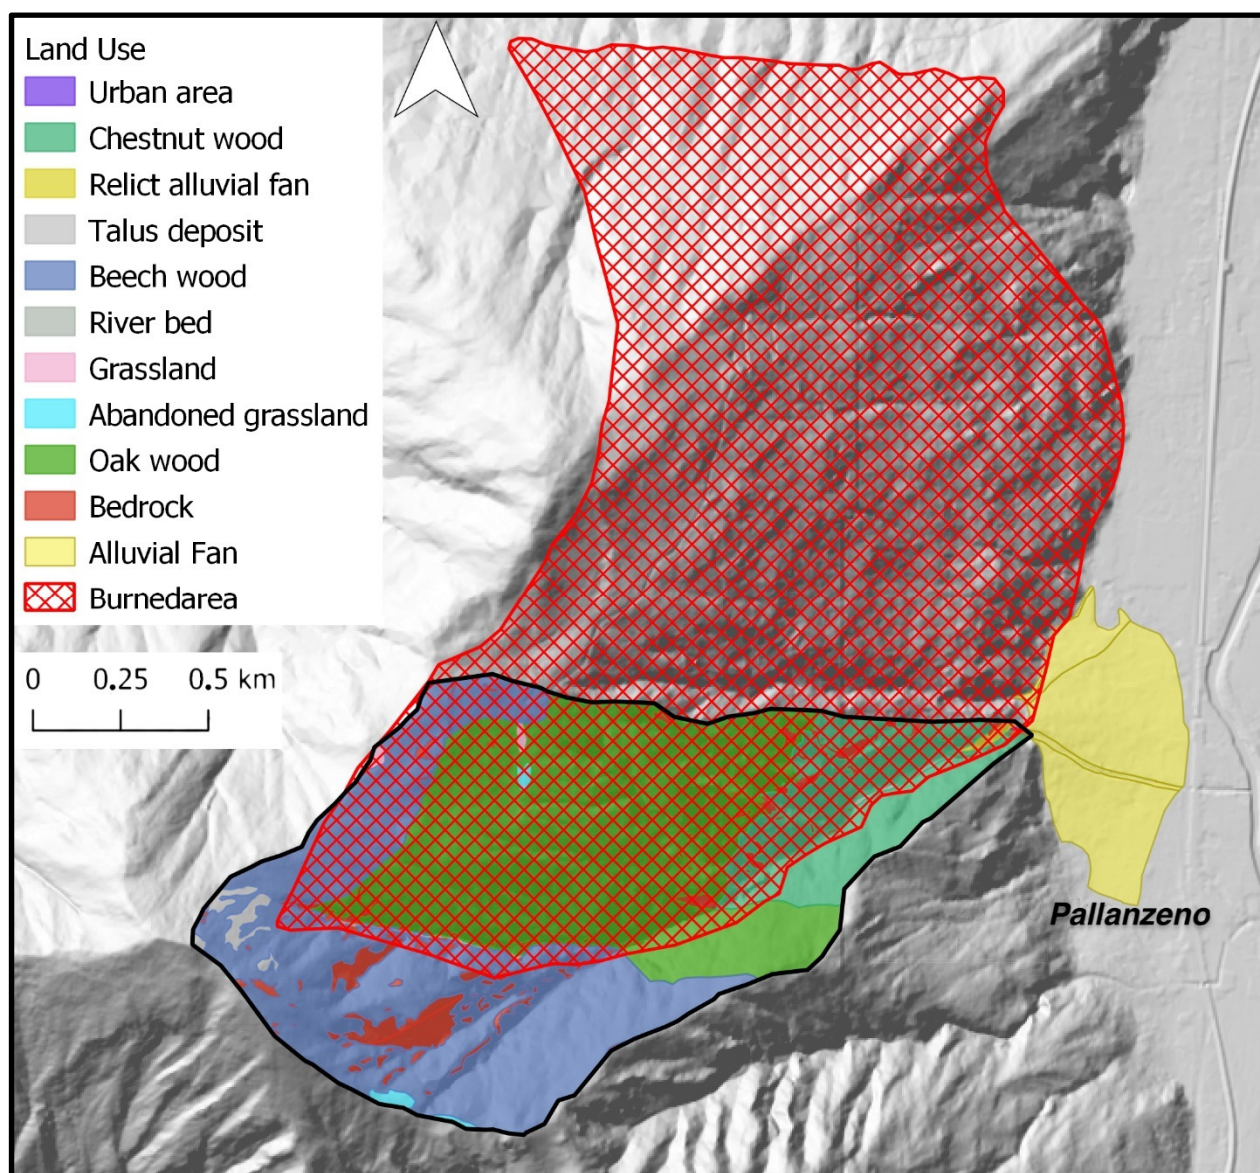 Land Use
Urban area
Chestnut wood
Relict alluvial fan
Talus deposit
Beech wood
River bed
Grassland
Abandoned grassland
Oak wood
Bedrock
Alluvial Fan
Burnedarea
0 0.25 0.5 km
Pallanzeno